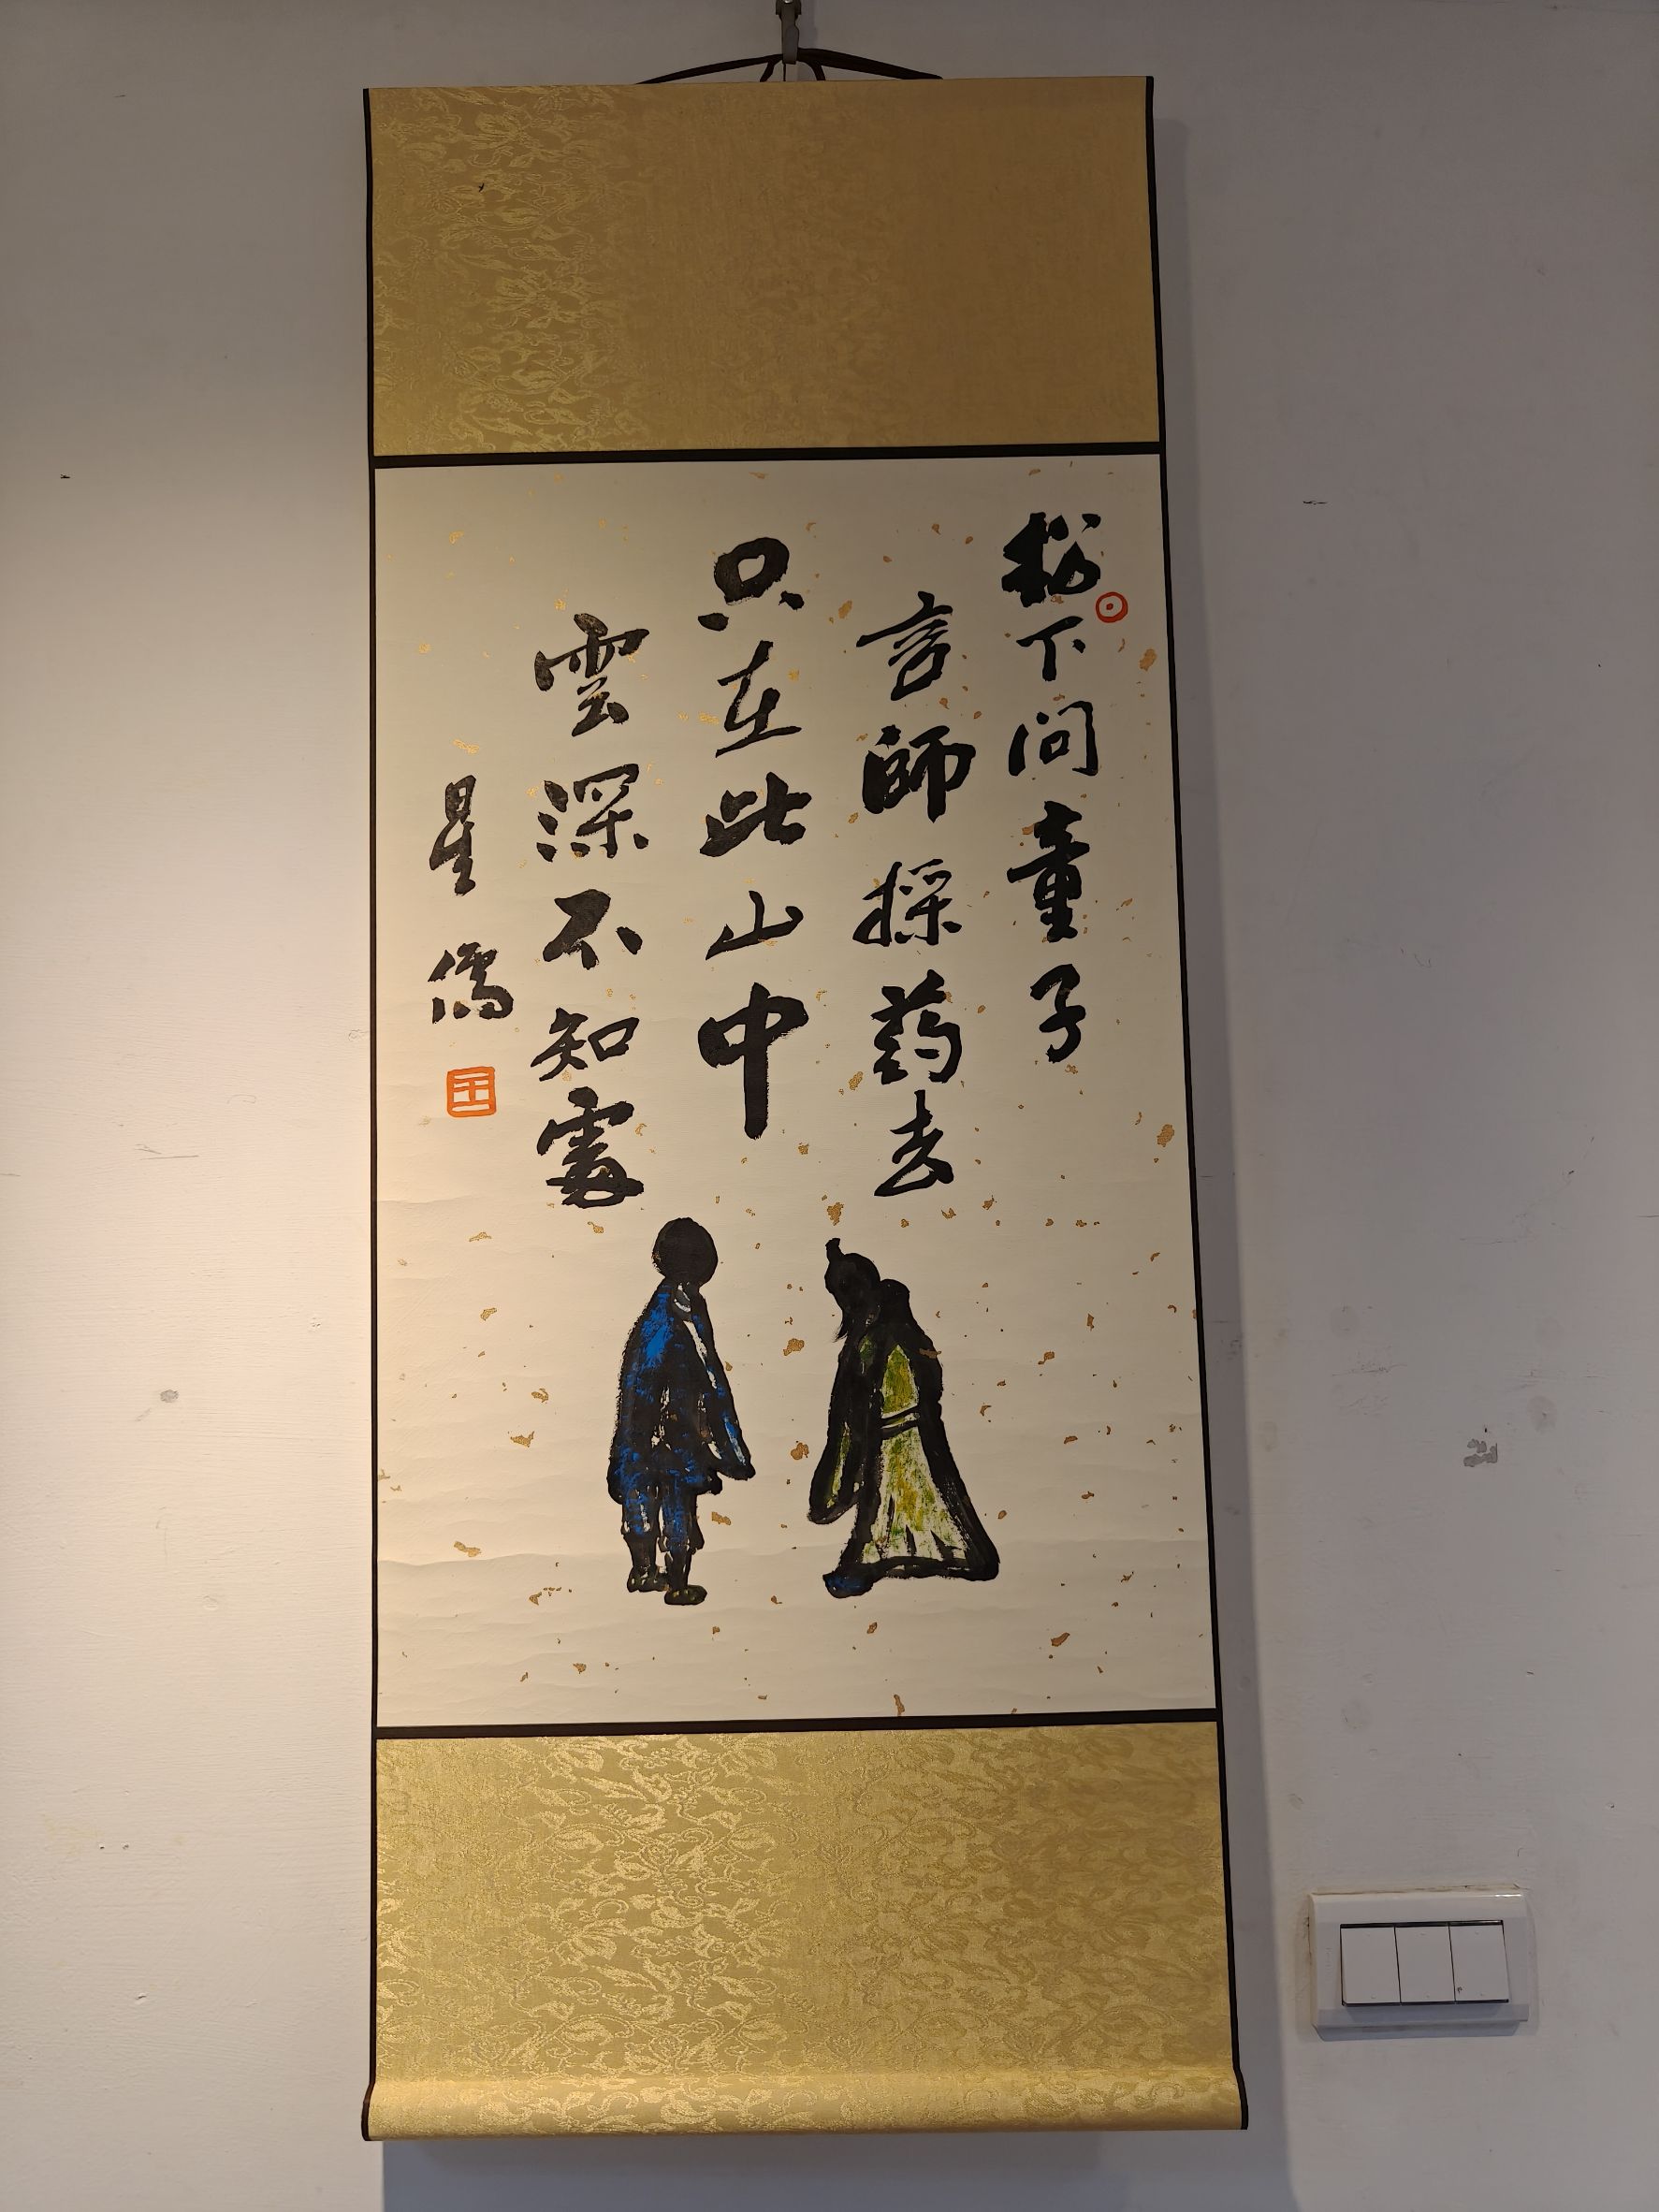 松下问童子
言師採药去
只在此山中
雲深不知處
星儒